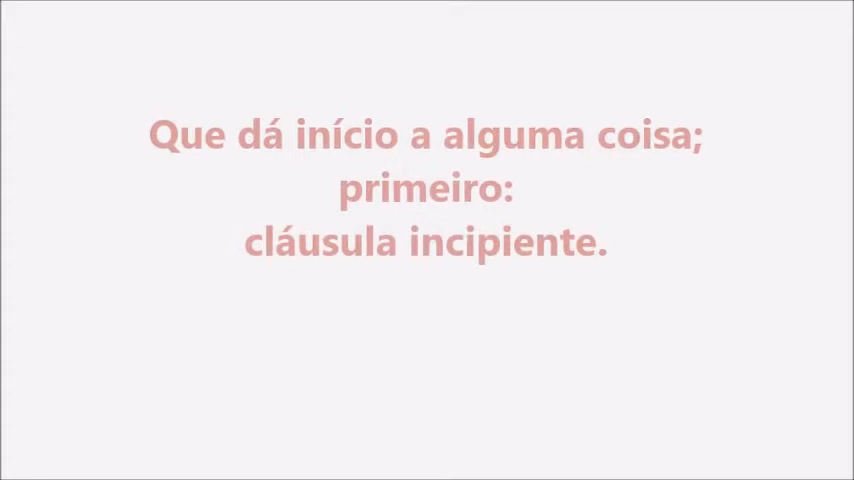 Que dá início a alguma coisa;
primeiro:
cláusula incipiente.